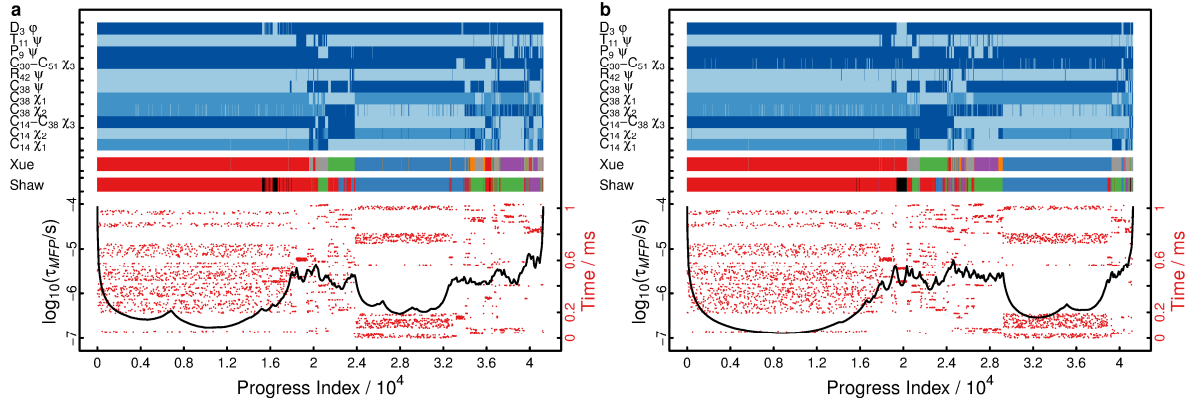 a
D3 φ
T11 ψ
P9 ψ
C30−C51 χ3
R42 ψ
C38 ψ
C38 χ1
C38 χ2
C14−C38 χ3
C14 χ2
C14 χ1
Xue
Shaw
log10(τMFP/s)
−4
−5
−6
−7
Time / ms
1
0.6
0.2
0
0 0.4 0.8 1.2 1.6 2 2.4 2.8 3.2 3.6 4
Progress Index / 10^4
b
D3 φ
T11 ψ
P9 ψ
C30−C51 χ3
R42 ψ
C38 ψ
C38 χ1
C38 χ2
C14−C38 χ3
C14 χ2
C14 χ1
Xue
Shaw
log10(τMFP/s)
−4
−5
−6
−7
Time / ms
1
0.6
0.2
0
0 0.4 0.8 1.2 1.6 2 2.4 2.8 3.2 3.6 4
Progress Index / 10^4